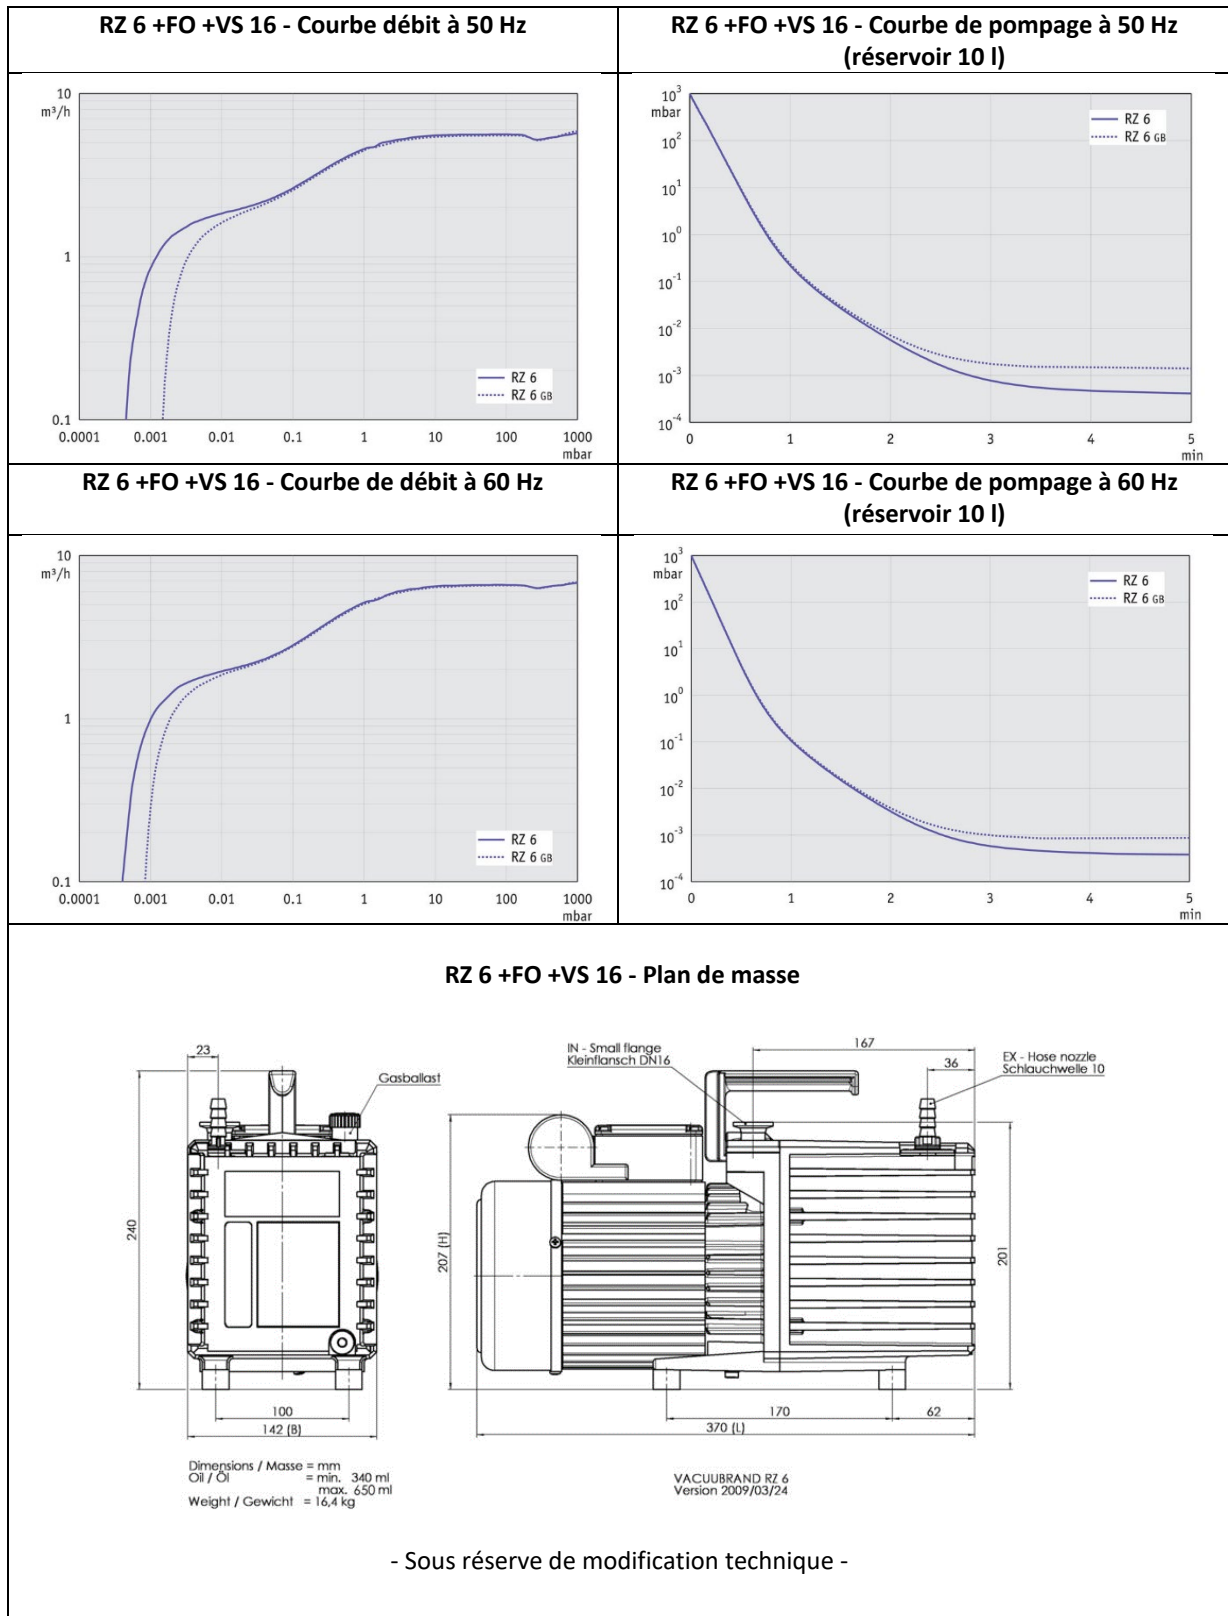 RZ 6 +FO +VS 16 - Courbe débit à 50 Hz
RZ 6 +FO +VS 16 - Courbe de pompage à 50 Hz
(réservoir 10 l)
10
m³/h
1
0.1
0.0001 0.001 0.01 0.1 1 10 100 1000
mbar
RZ 6
RZ 6 GB
10³
mbar
10²
10¹
10⁰
10⁻¹
10⁻²
10⁻³
10⁻⁴
0 1 2 3 4 5
min
RZ 6
RZ 6 GB
RZ 6 +FO +VS 16 - Courbe de débit à 60 Hz
RZ 6 +FO +VS 16 - Courbe de pompage à 60 Hz
(réservoir 10 l)
10
m³/h
1
0.1
0.0001 0.001 0.01 0.1 1 10 100 1000
mbar
RZ 6
RZ 6 GB
10³
mbar
10²
10¹
10⁰
10⁻¹
10⁻²
10⁻³
10⁻⁴
0 1 2 3 4 5
min
RZ 6
RZ 6 GB
RZ 6 +FO +VS 16 - Plan de masse
23
Gasballast
240
100
142 (B)
IN - Small flange
Kleinflansch DN16
167
36
EX - Hose nozzle
Schlauchwelle 10
207 (H)
201
170
62
370 (L)
Dimensions / Masse = mm
Oil / Öl = min. 340 ml
max. 650 ml
Weight / Gewicht = 16,4 kg
VACUUBRAND RZ 6
Version 2009/03/24
- Sous réserve de modification technique -